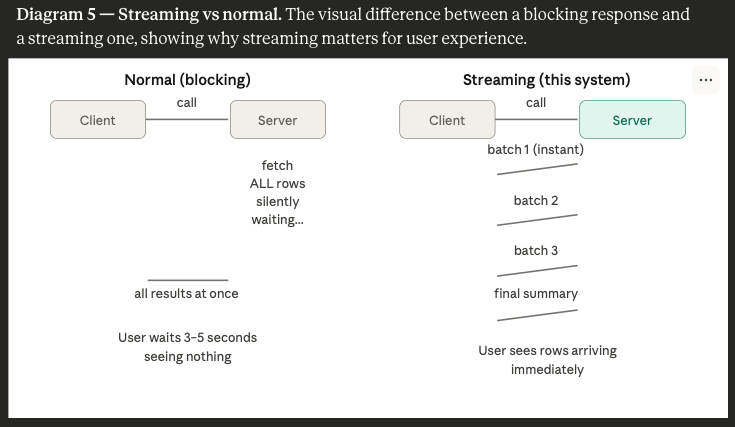 Diagram 5 — Streaming vs normal. The visual difference between a blocking response and
a streaming one, showing why streaming matters for user experience.
Normal (blocking)
Client
call
Server
fetch
ALL rows
silently
waiting...
all results at once
User waits 3–5 seconds
seeing nothing
Streaming (this system)
Client
call
Server
batch 1 (instant)
batch 2
batch 3
final summary
User sees rows arriving
immediately